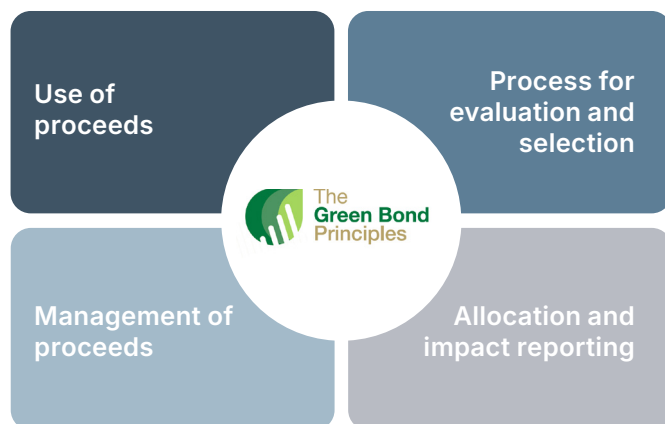 Use of
proceeds
Process for
evaluation and
selection
The
Green Bond
Principles
Management of
proceeds
Allocation and
impact reporting